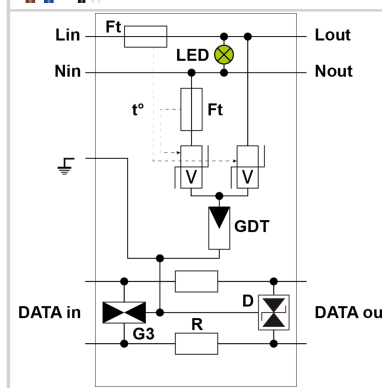 Ft
Lin
Lout
LED
Nin
Nout
t°
Ft
V
V
GDT
D
DATA in
DATA ou
R
G3